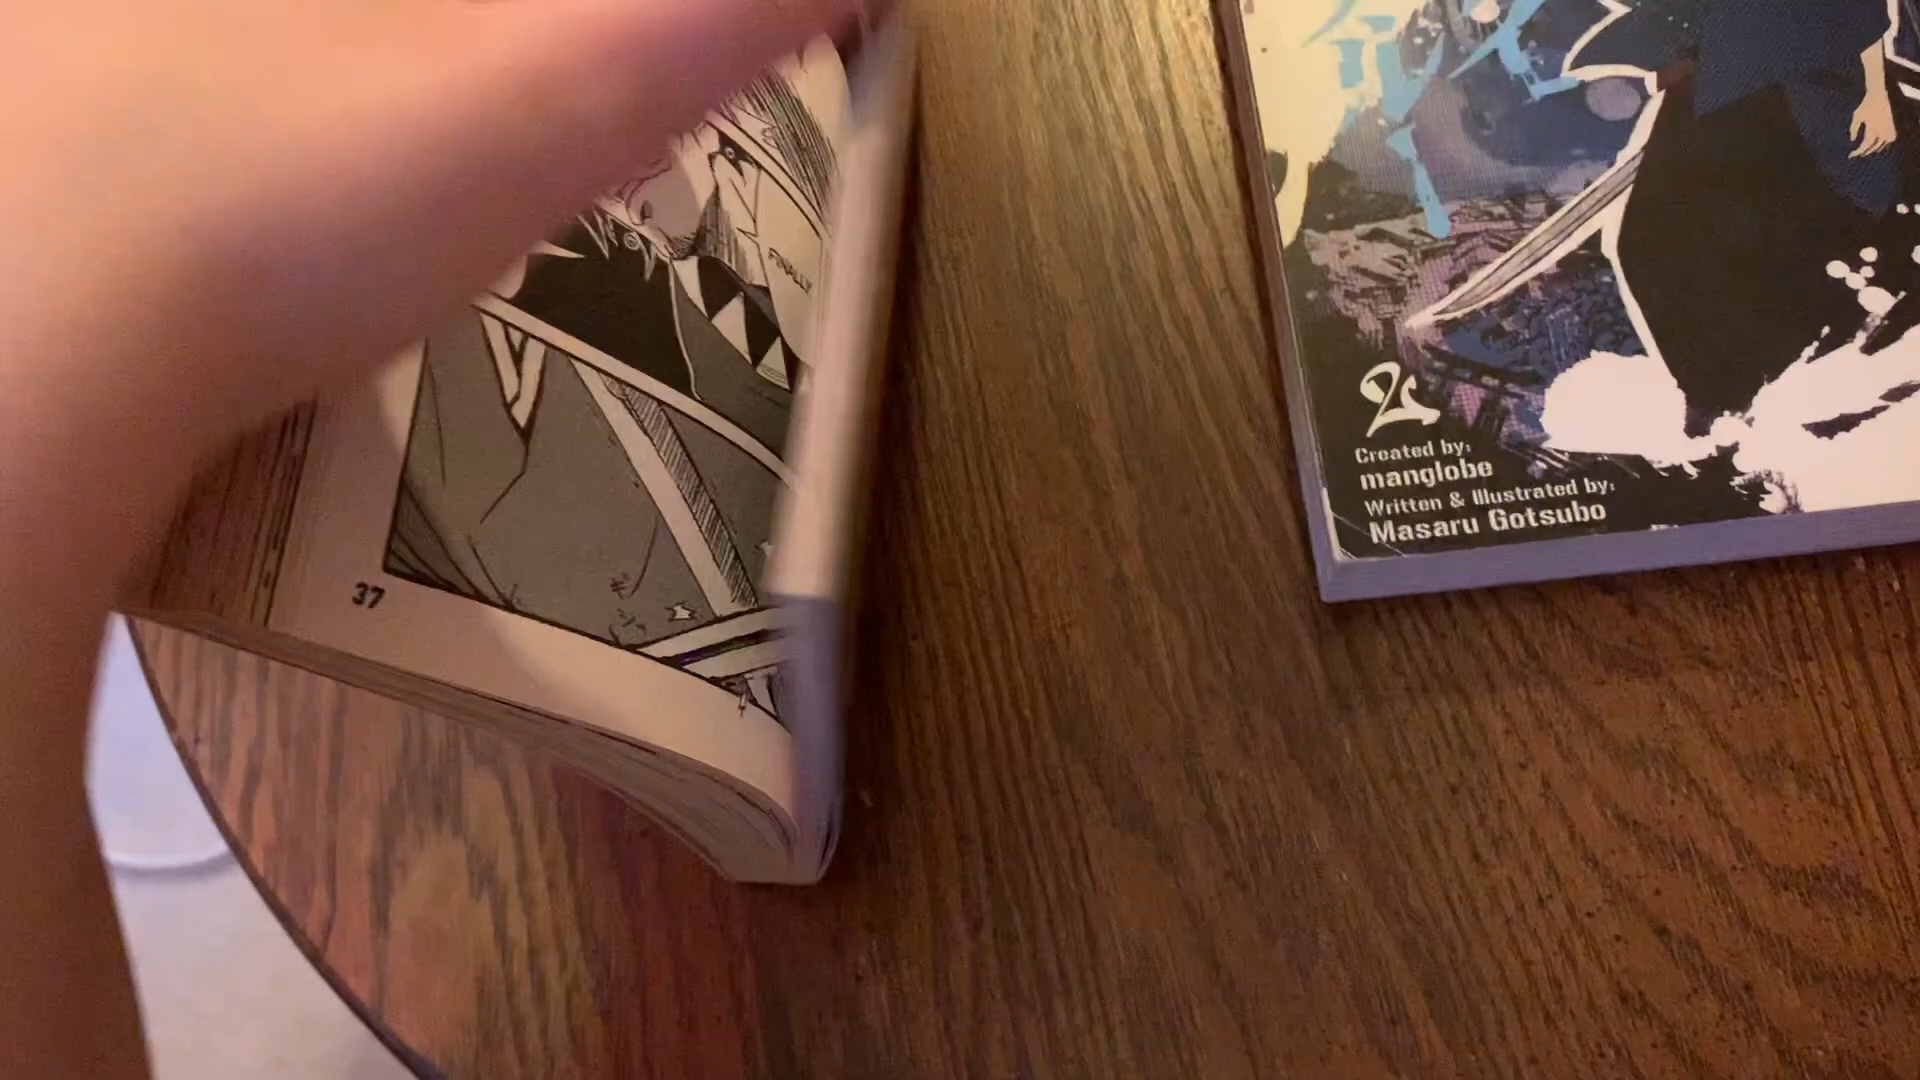 FINALLY
37
2
Created by:
manglobe
Written & Illustrated by:
Masaru Gotsubo